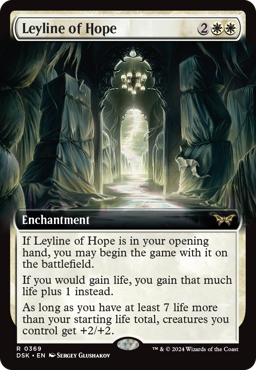 Leyline of Hope 2
Enchantment
If Leyline of Hope is in your opening
hand, you may begin the game with it on
the battlefield.
If you would gain life, you gain that much
life plus 1 instead.
As long as you have at least 7 life more
than your starting life total, creatures you
control get +2/+2.
R 0369
DSK • EN SERGEY GLUSHAKOV ™ & © 2024 Wizards of the Coast